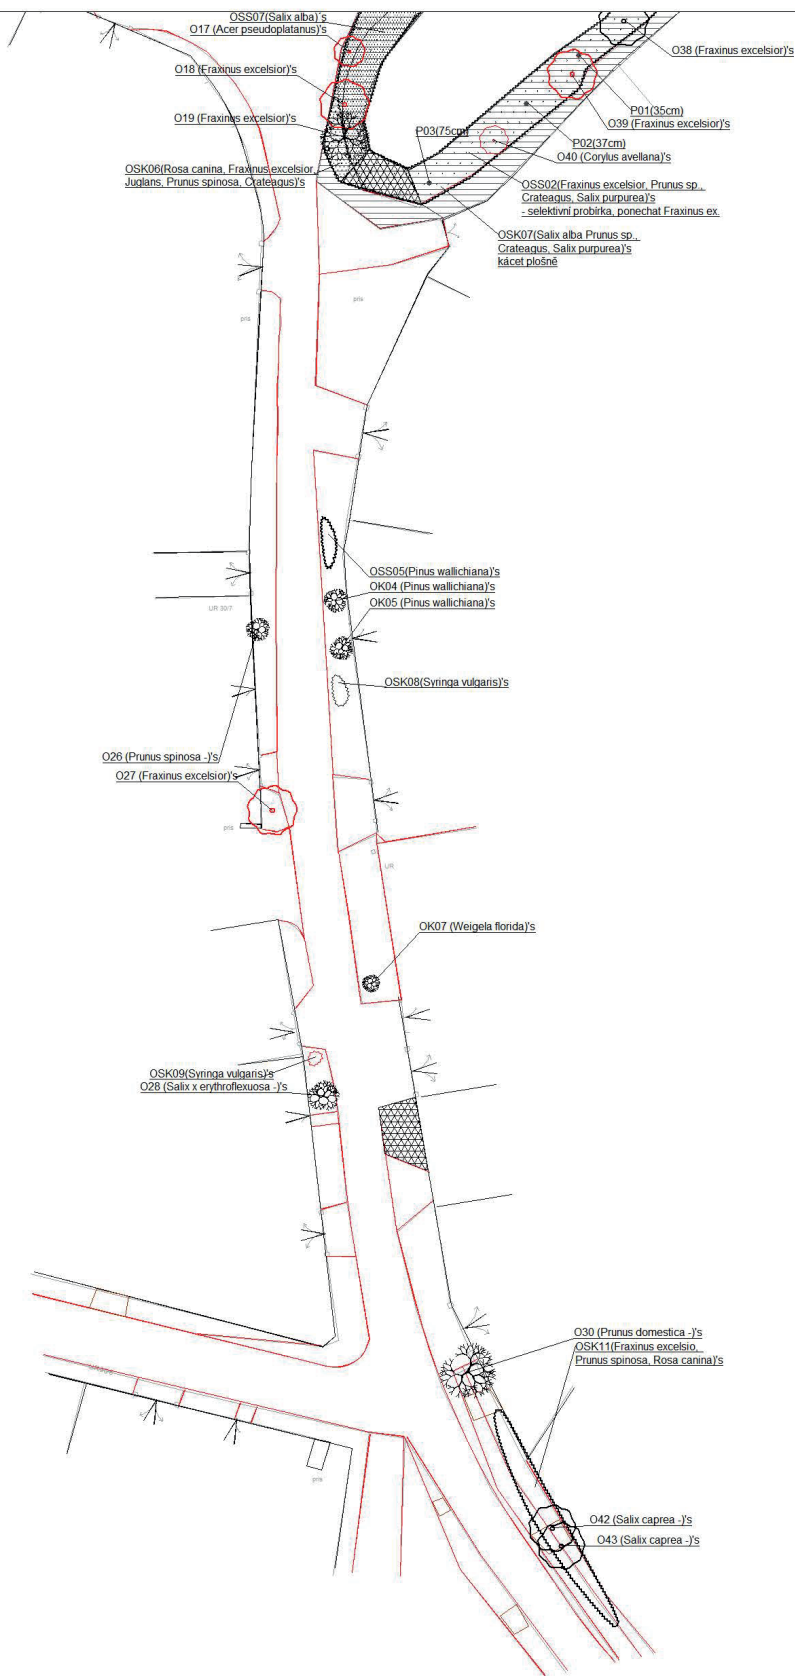 OSS07(Salix alba)'s
O17 (Acer pseudoplatanus)'s
O38 (Fraxinus excelsior)'s
O18 (Fraxinus excelsior)'s
P01(35cm)
O39 (Fraxinus excelsior)'s
O19 (Fraxinus excelsior)'s
P03(75cm)
P02(37cm)
O40 (Corylus avellana)'s
OSK06(Rosa canina, Fraxinus excelsior,
Juglans, Prunus spinosa, Crateagus)'s
OSS02(Fraxinus excelsior, Prunus sp.,
Crateagus, Salix purpurea)'s
- selektivní probírka, ponechat Fraxinus ex.
OSK07(Salix alba Prunus sp.,
Crateagus, Salix purpurea)'s
kácet plošně
OSS05(Pinus wallichiana)'s
OK04 (Pinus wallichiana)'s
OK05 (Pinus wallichiana)'s
UR 30/7
OSK08(Syringa vulgaris)'s
O26 (Prunus spinosa -)'s
O27 (Fraxinus excelsior)'s
UR
OK07 (Weigela florida)'s
OSK09(Syringa vulgaris)'s
O28 (Salix x erythroflexuosa -)'s
O30 (Prunus domestica -)'s
OSK11(Fraxinus excelsio,
Prunus spinosa, Rosa canina)'s
O42 (Salix caprea -)'s
O43 (Salix caprea -)'s